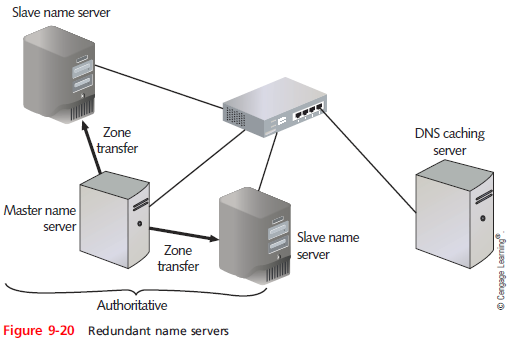 Slave name server
Zone
transfer
DNS caching
server
Master name
server
Zone
transfer
Slave name
server
Authoritative
© Cengage Learning®.
Figure 9-20 Redundant name servers